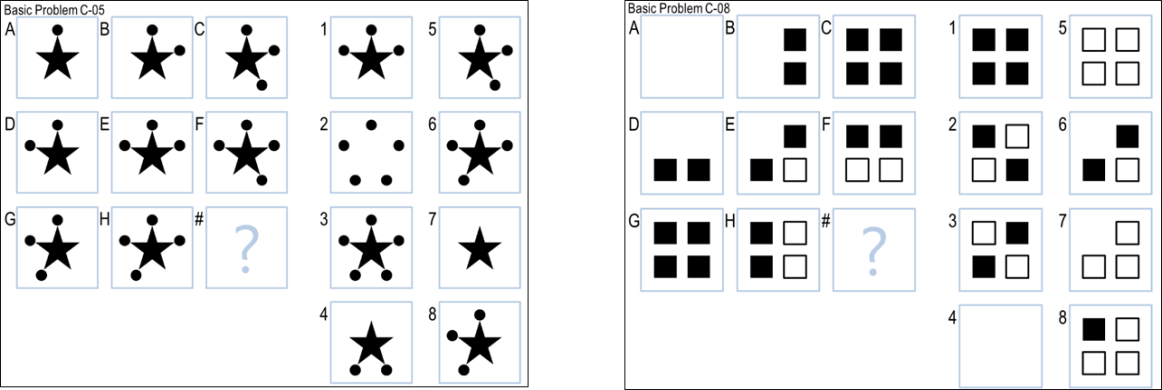 Basic Problem C-05
A B C 1 5
D E F 2 6
G H # ? 3 7
4 8
Basic Problem C-08
A B C 1 5
D E F 2 6
G H # ? 3 7
4 8